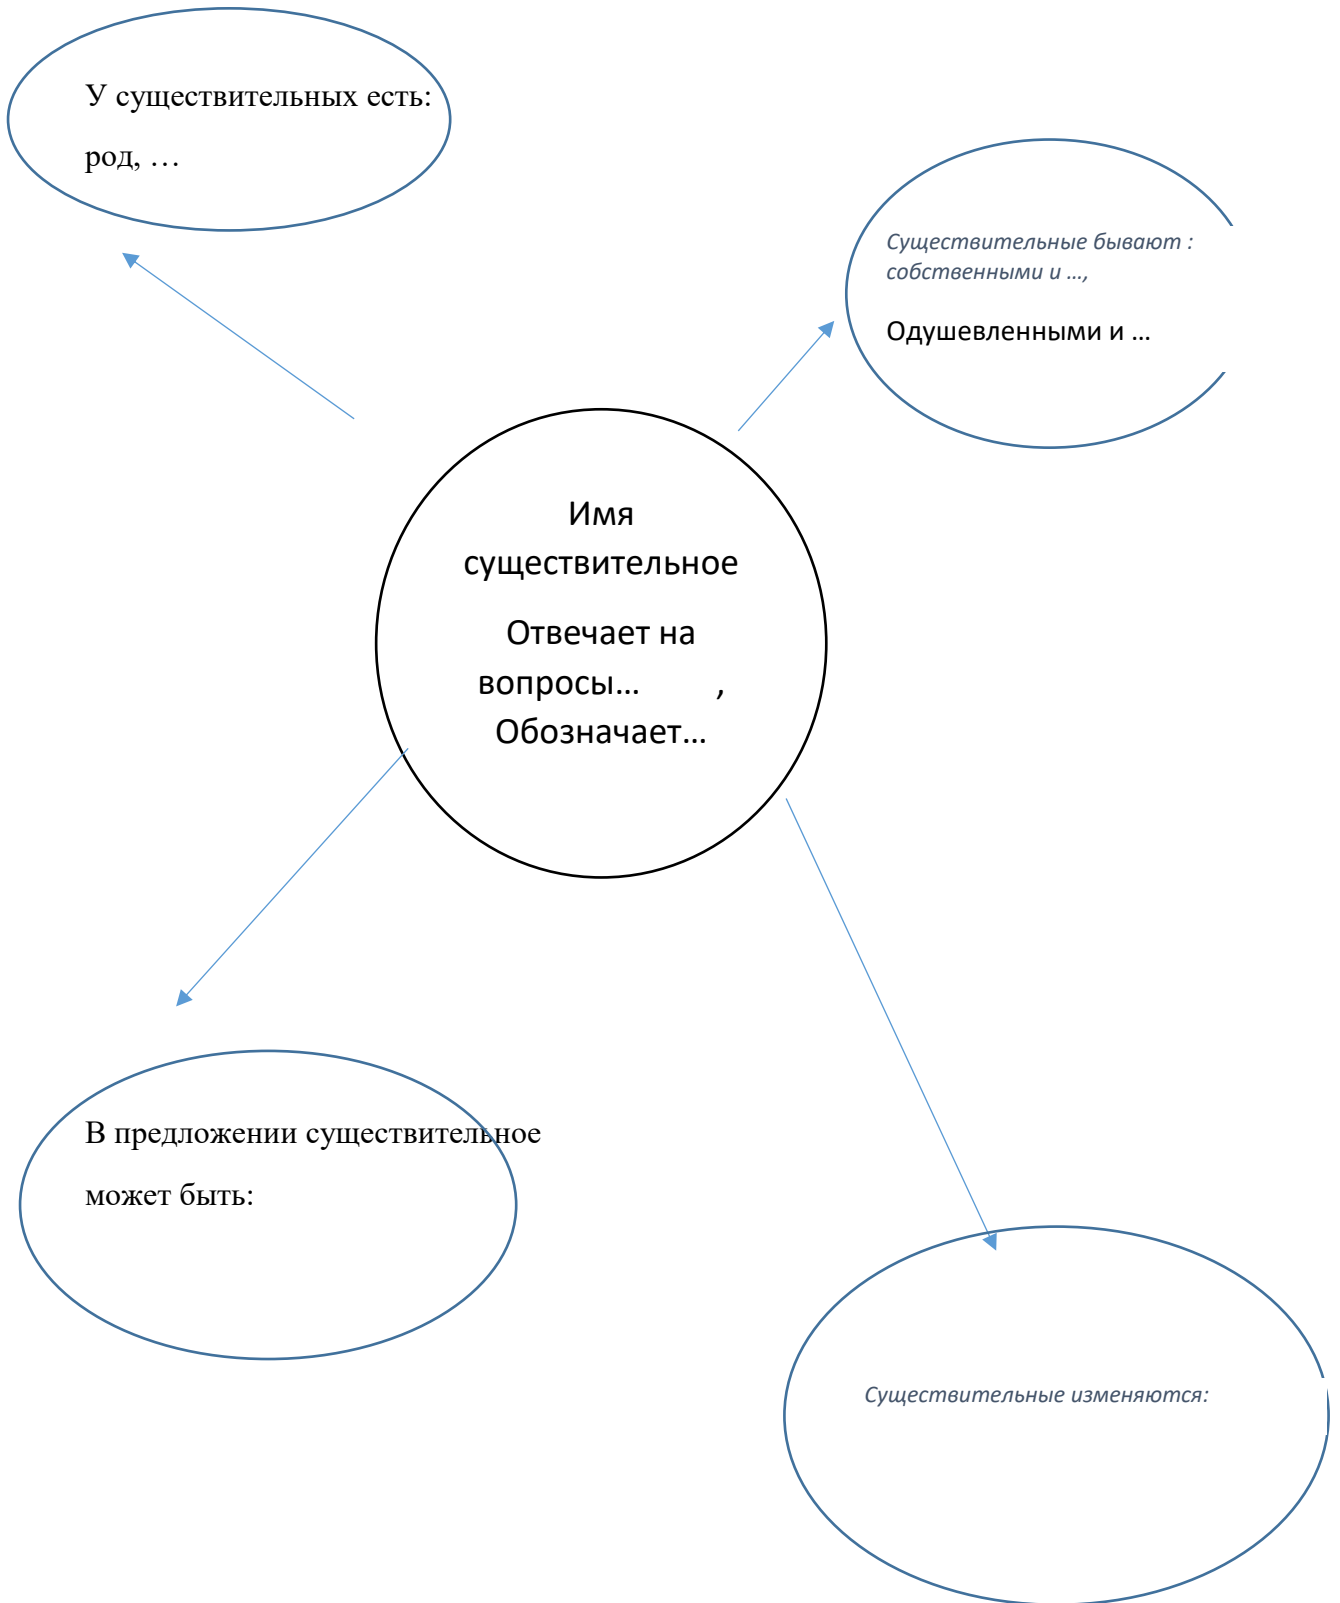 У существительных есть:
род, …
Существительные бывают :
собственными и …,
Одушевленными и …
Имя
существительное
Отвечает на
вопросы… ,
Обозначает…
В предложении существительное
может быть:
Существительные изменяются: